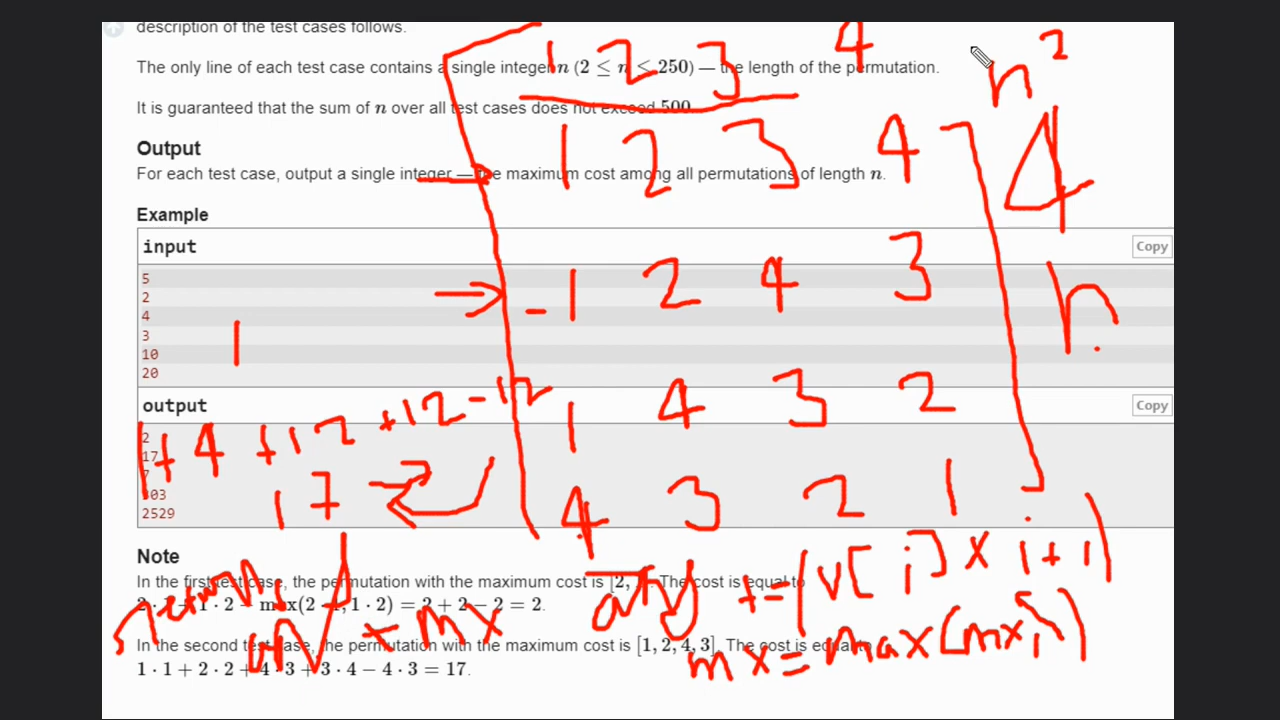 description of the test cases follows.
1 2 3 4
n²
The only line of each test case contains a single integer n (2 ≤ n ≤ 250) — the length of the permutation.
It is guaranteed that the sum of n over all test cases does not exceed 500.
1 2 3 4
4
Output
For each test case, output a single integer — the maximum cost among all permutations of length n.
Example
input
Copy
5
2
4
3
10
20
1
→ - 1 2 4 3
n
output
Copy
2
17
7
303
2529
1 4 3 2
1 + 4 + 12 + 12 - 12
17
4 3 2 1
Note
In the first test case, the permutation with the maximum cost is [2, The cost is equal to
2 · 1 + 1 · 2 − max(2 · 1, 1 · 2) = 2 + 2 − 2 = 2.
+= (v[i] × i + 1)
return
- mx
mx = max(mx,
In the second test case, the permutation with the maximum cost is [1, 2, 4, 3]. The cost is equal to
1 · 1 + 2 · 2 + 4 · 3 + 3 · 4 − 4 · 3 = 17.